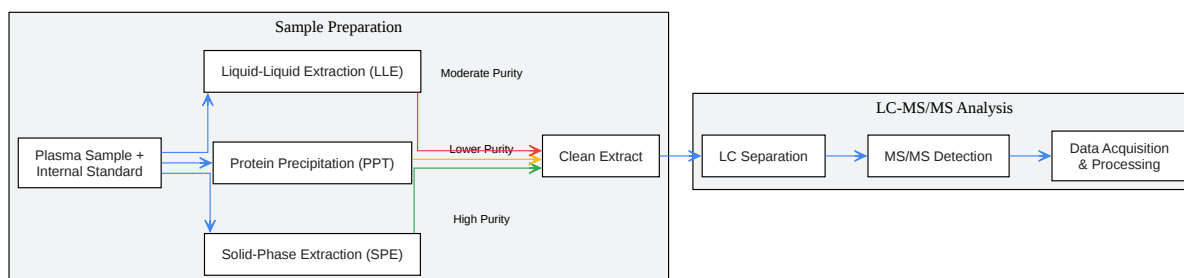 Sample Preparation
Liquid-Liquid Extraction (LLE)
Moderate Purity
Plasma Sample +
Internal Standard
Protein Precipitation (PPT)
Lower Purity
Clean Extract
Solid-Phase Extraction (SPE)
High Purity
LC-MS/MS Analysis
LC Separation
MS/MS Detection
Data Acquisition
& Processing